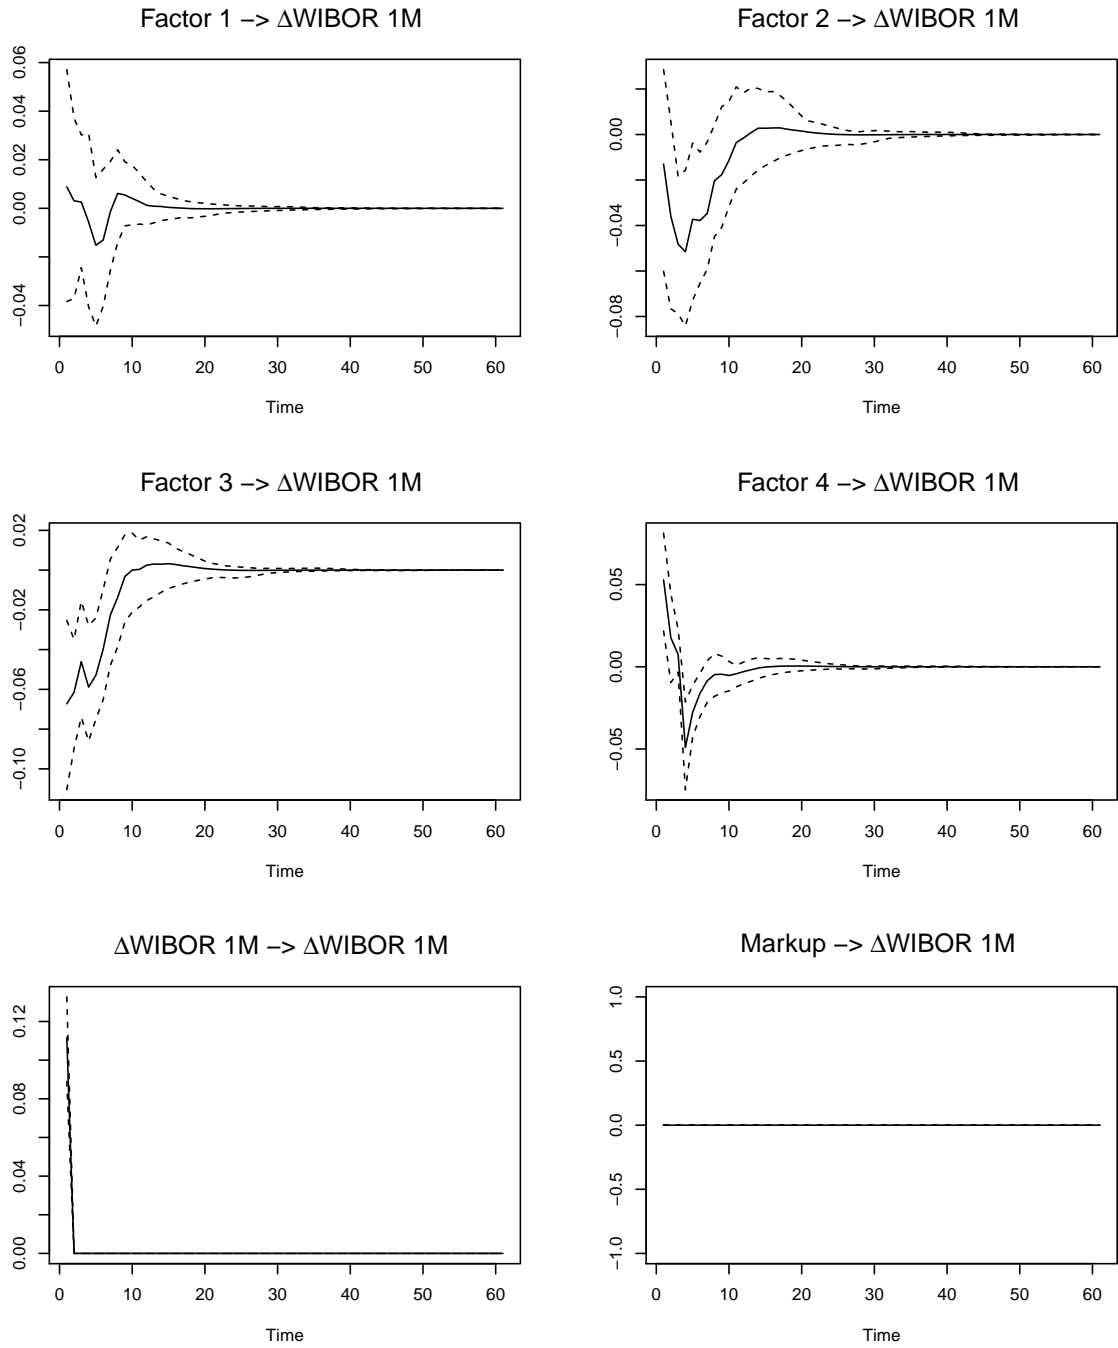 Factor 1 −> ΔWIBOR 1M
0.06
0.04
0.02
0.00
−0.04
0 10 20 30 40 50 60
Time
Factor 2 −> ΔWIBOR 1M
0.00
−0.04
−0.08
0 10 20 30 40 50 60
Time
Factor 3 −> ΔWIBOR 1M
0.02
−0.02
−0.06
−0.10
0 10 20 30 40 50 60
Time
Factor 4 −> ΔWIBOR 1M
0.05
0.00
−0.05
0 10 20 30 40 50 60
Time
ΔWIBOR 1M −> ΔWIBOR 1M
0.12
0.08
0.04
0.00
0 10 20 30 40 50 60
Time
Markup −> ΔWIBOR 1M
1.0
0.5
0.0
−0.5
−1.0
0 10 20 30 40 50 60
Time